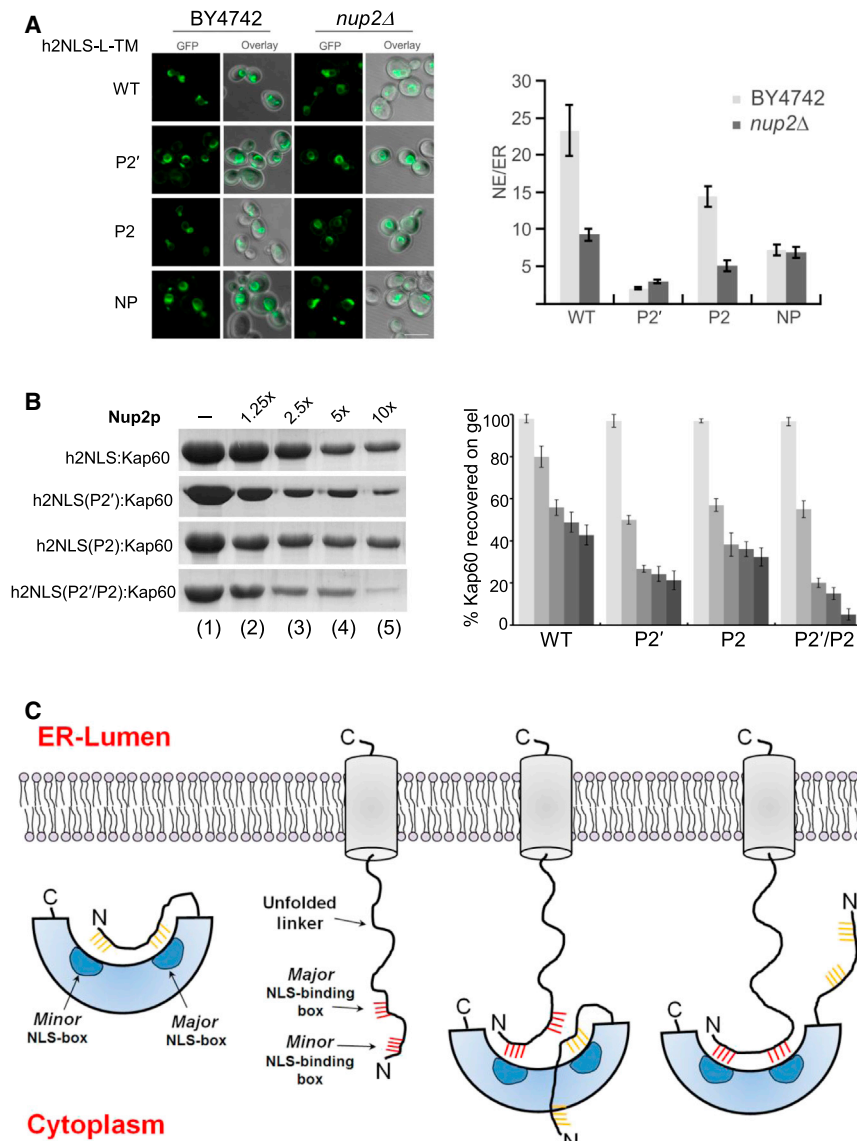 A
BY4742 nup2Δ
h2NLS-L-TM GFP Overlay GFP Overlay
WT
P2′
P2
NP
NE/ER
30
25
20
15
10
5
BY4742
nup2Δ
WT P2′ P2 NP
B
Nup2p — 1.25x 2.5x 5x 10x
h2NLS:Kap60
h2NLS(P2′):Kap60
h2NLS(P2):Kap60
h2NLS(P2′/P2):Kap60
(1) (2) (3) (4) (5)
% Kap60 recovered on gel
100
80
60
40
20
0
WT P2′ P2 P2′/P2
C
ER-Lumen
C C C
Unfolded
linker
Major
NLS-binding
box
Minor
NLS-binding
box
N
C N
Minor
NLS-box
Major
NLS-box
C N
N
C N
N
Cytoplasm